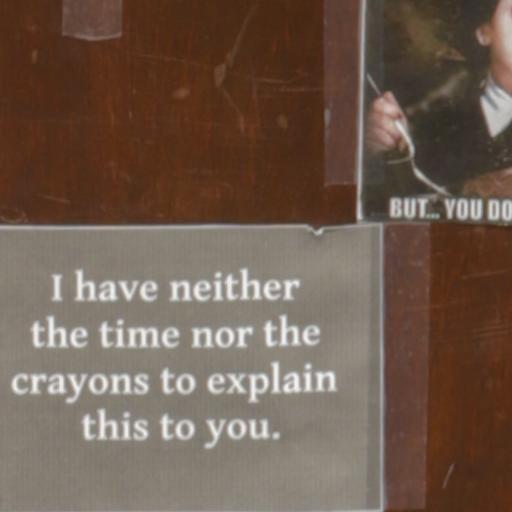 BUT... YOU DO
I have neither
the time nor the
crayons to explain
this to you.